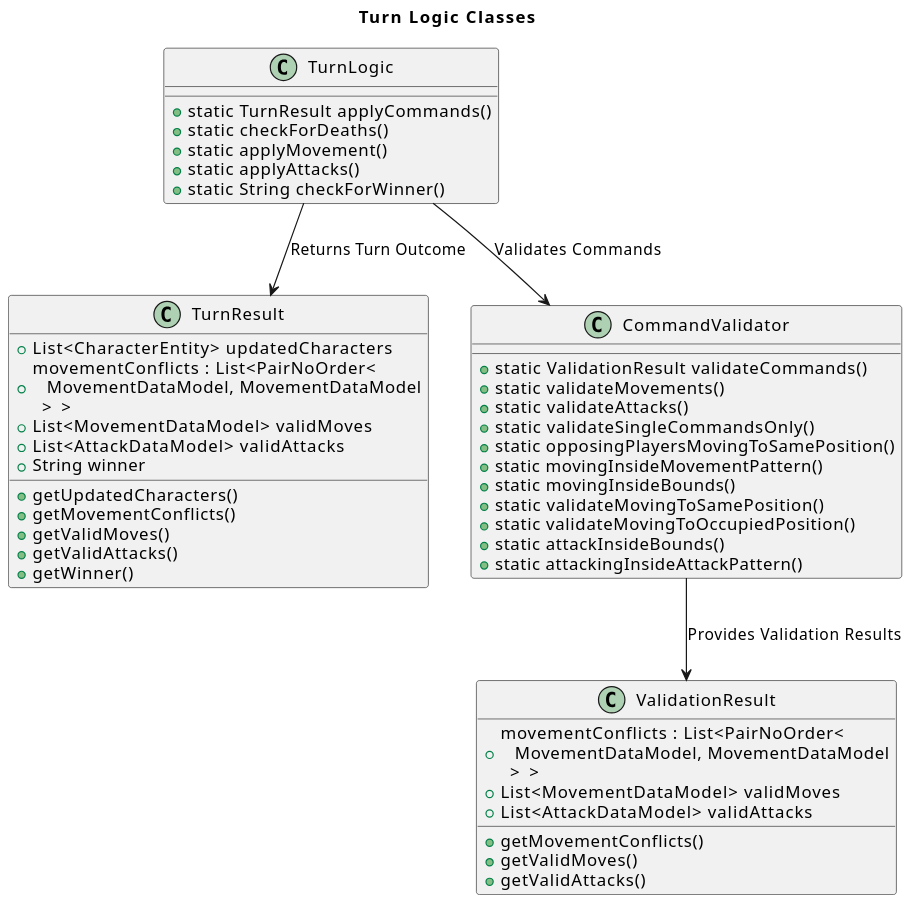 Turn Logic Classes
C TurnLogic
static TurnResult applyCommands()
static checkForDeaths()
static applyMovement()
static applyAttacks()
static String checkForWinner()
Returns Turn Outcome
Validates Commands
C TurnResult
List<CharacterEntity> updatedCharacters
movementConflicts : List<PairNoOrder<
MovementDataModel, MovementDataModel
> >
List<MovementDataModel> validMoves
List<AttackDataModel> validAttacks
String winner
getUpdatedCharacters()
getMovementConflicts()
getValidMoves()
getValidAttacks()
getWinner()
C CommandValidator
static ValidationResult validateCommands()
static validateMovements()
static validateAttacks()
static validateSingleCommandsOnly()
static opposingPlayersMovingToSamePosition()
static movingInsideMovementPattern()
static movingInsideBounds()
static validateMovingToSamePosition()
static validateMovingToOccupiedPosition()
static attackInsideBounds()
static attackingInsideAttackPattern()
Provides Validation Results
C ValidationResult
movementConflicts : List<PairNoOrder<
MovementDataModel, MovementDataModel
> >
List<MovementDataModel> validMoves
List<AttackDataModel> validAttacks
getMovementConflicts()
getValidMoves()
getValidAttacks()